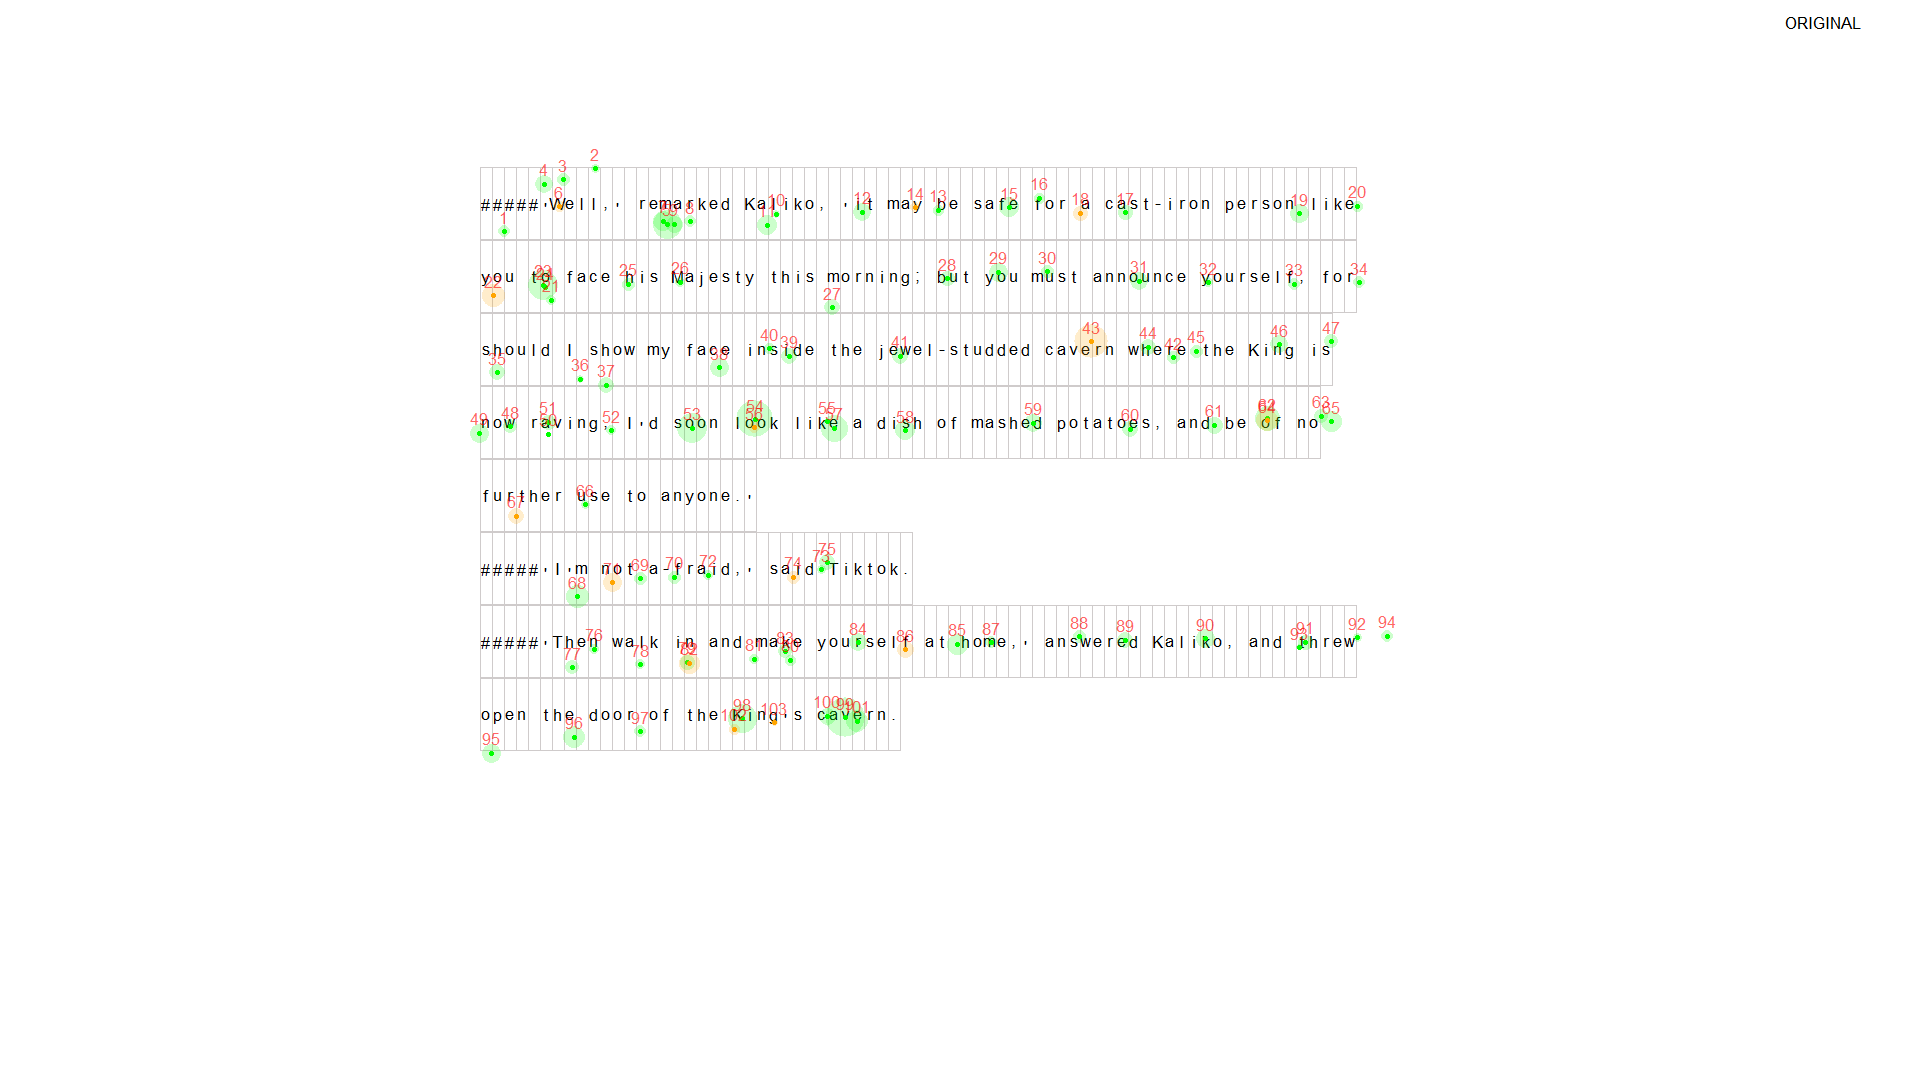 ORIGINAL
#####'Well,' remarked Kaliko, 'it may be safe for a cast-iron person like
you to face his Majesty this morning; but you must announce yourself, for
should I show my face inside the jewel-studded cavern where the King is
now raving, I'd soon look like a dish of mashed potatoes, and be of no
further use to anyone.'
#####'I'm not a-fraid,' said Tiktok.
#####'Then walk in and make yourself at home,' answered Kaliko, and threw
open the door of the King's cavern.